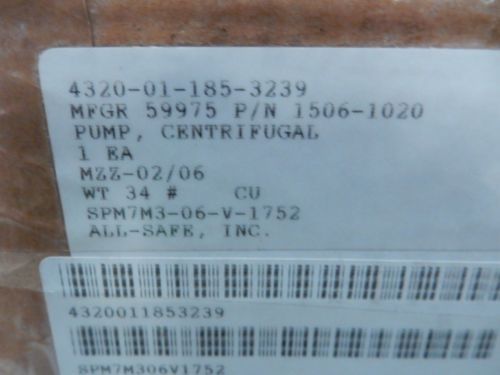 4320-01-185-3239
MFGR 59975 P/N 1506-1020
PUMP, CENTRIFUGAL
1 EA
MZZ-02/06
WT 34 # CU
SPM7M3-06-V-1752
ALL-SAFE, INC.
4320011853239
SPM7M306V1752